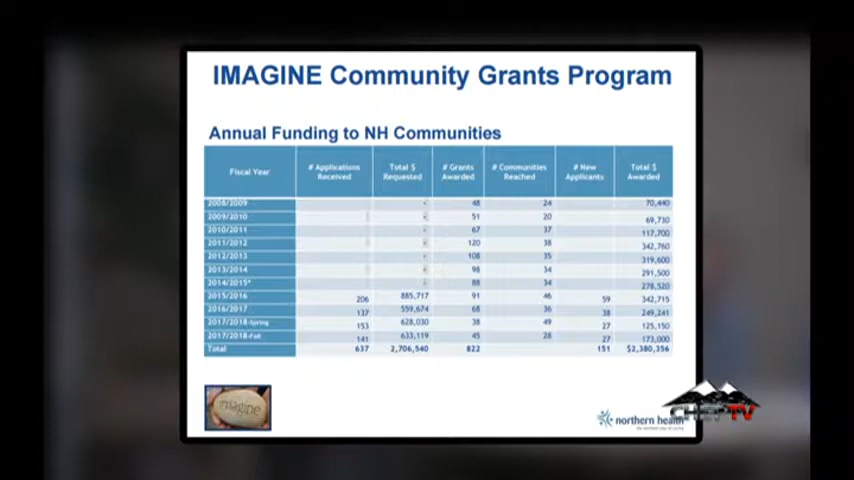 IMAGINE Community Grants Program
Annual Funding to NH Communities
Fiscal Year # Applications Received Total $ Requested # Grants Awarded # Communities Reached # New Applicants Total $ Awarded
2008/2009 - 48 24 70,440
2009/2010 51 20 69,730
2010/2011 - 67 37 117,700
2011/2012 120 38 342,760
2012/2013 - 108 35 319,600
2013/2014 98 34 291,500
2014/2015* - 88 34 278,520
2015/2016 206 885,717 91 46 59 342,715
2016/2017 137 559,674 68 36 38 249,241
2017/2018-Spring 153 628,030 38 49 27 125,150
2017/2018-Fall 141 633,119 45 28 27 173,000
Total 637 2,706,540 822 151 $2,380,356
imagine
northern health
CHEPTV